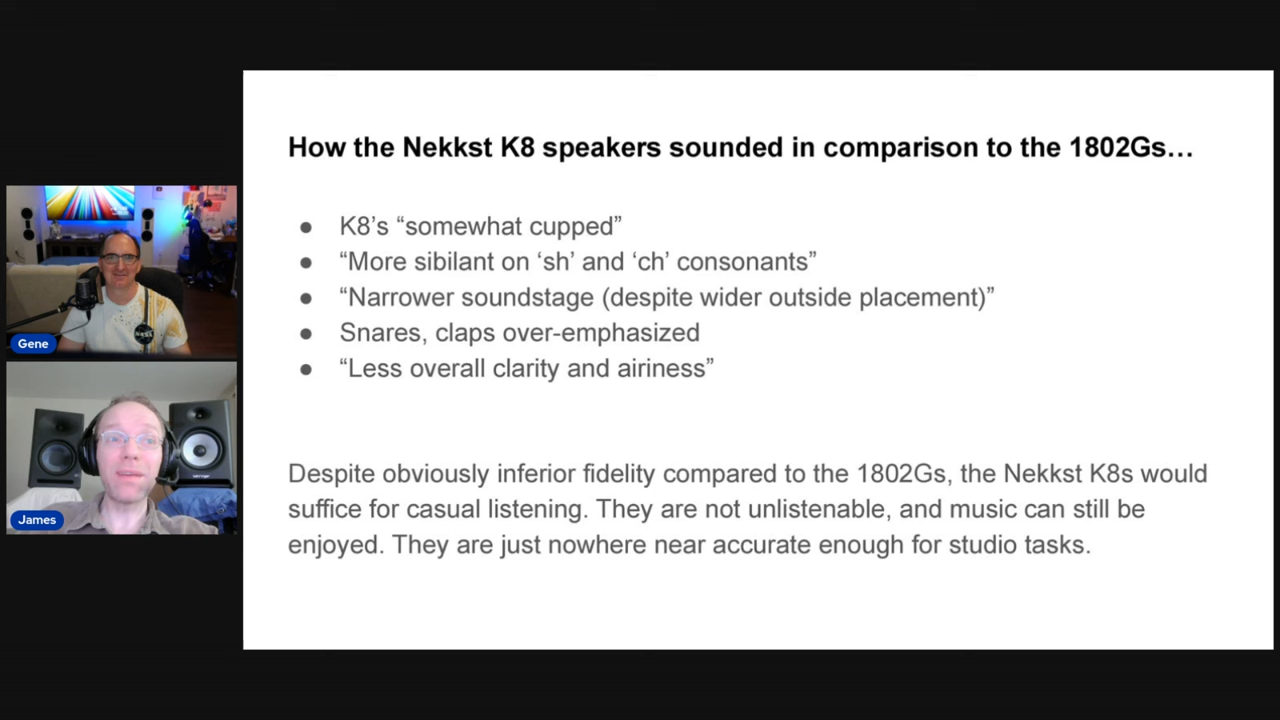 How the Nekkst K8 speakers sounded in comparison to the 1802Gs…
● K8’s “somewhat cupped”
● “More sibilant on ‘sh’ and ‘ch’ consonants”
● “Narrower soundstage (despite wider outside placement)”
● Snares, claps over-emphasized
● “Less overall clarity and airiness”
Despite obviously inferior fidelity compared to the 1802Gs, the Nekkst K8s would
suffice for casual listening. They are not unlistenable, and music can still be
enjoyed. They are just nowhere near accurate enough for studio tasks.
NASA
Gene
James